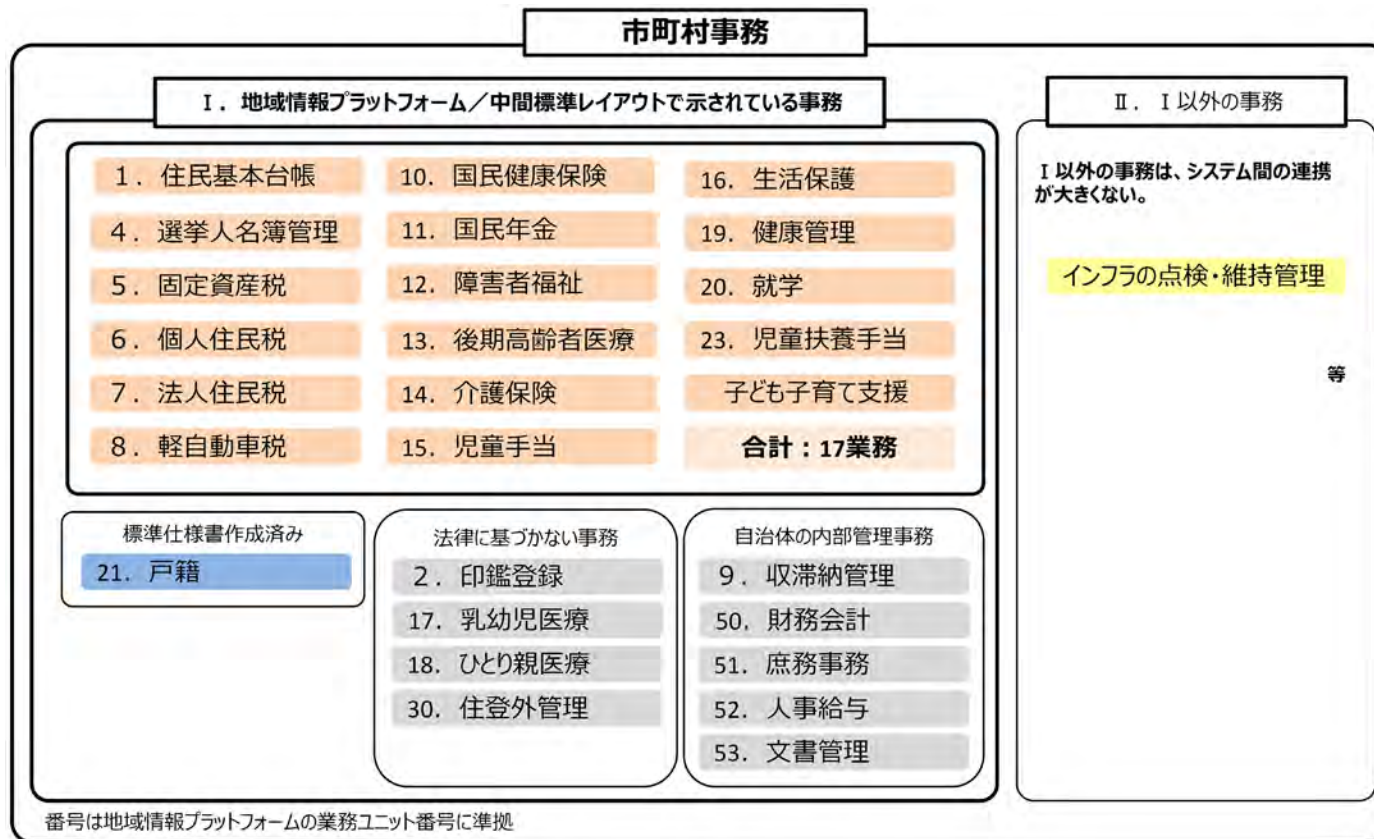 市町村事務
Ⅰ．地域情報プラットフォーム／中間標準レイアウトで示されている事務
1．住民基本台帳
4．選挙人名簿管理
5．固定資産税
6．個人住民税
7．法人住民税
8．軽自動車税
10．国民健康保険
11．国民年金
12．障害者福祉
13．後期高齢者医療
14．介護保険
15．児童手当
16．生活保護
19．健康管理
20．就学
23．児童扶養手当
子ども子育て支援
合計：17業務
標準仕様書作成済み
21．戸籍
法律に基づかない事務
2．印鑑登録
17．乳幼児医療
18．ひとり親医療
30．住登外管理
自治体の内部管理事務
9．収滞納管理
50．財務会計
51．庶務事務
52．人事給与
53．文書管理
Ⅱ．Ⅰ以外の事務
Ⅰ以外の事務は、システム間の連携
が大きくない。
インフラの点検・維持管理
等
番号は地域情報プラットフォームの業務ユニット番号に準拠